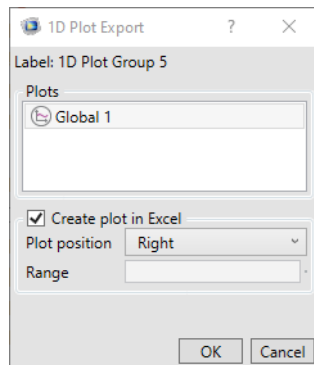 1D Plot Export
Label: 1D Plot Group 5
Plots
Global 1
Create plot in Excel
Plot position Right
Range
OK Cancel